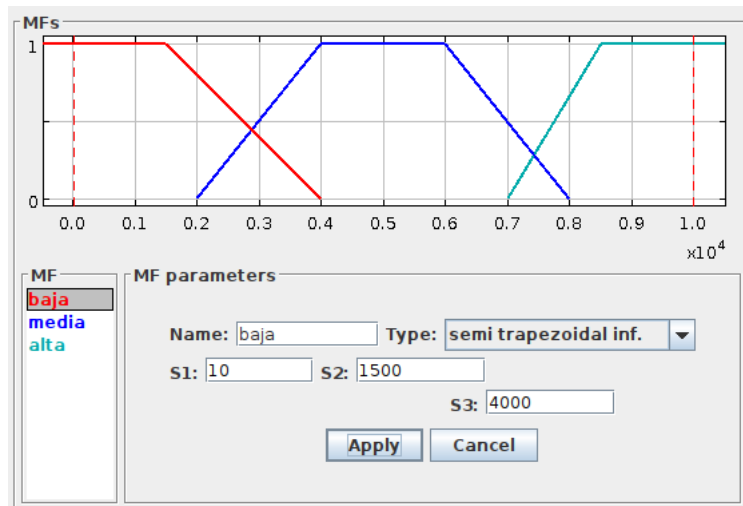 MFs
1
0
0.0 0.1 0.2 0.3 0.4 0.5 0.6 0.7 0.8 0.9 1.0
x10^4
MF
baja
media
alta
MF parameters
Name: baja Type: semi trapezoidal inf.
S1: 10 S2: 1500
S3: 4000
Apply Cancel